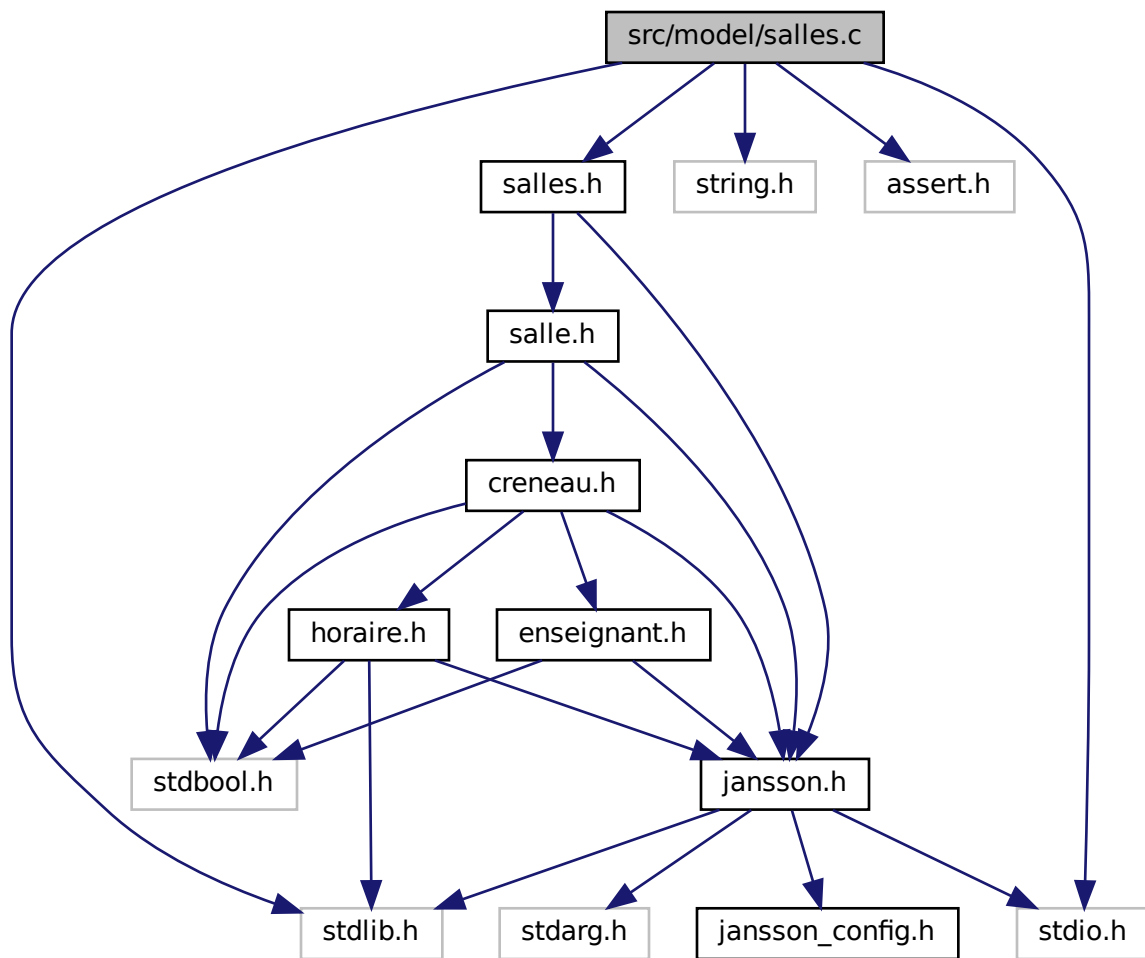 src/model/salles.c
salles.h
string.h
assert.h
salle.h
creneau.h
horaire.h
enseignant.h
stdbool.h
jansson.h
stdlib.h
stdarg.h
jansson_config.h
stdio.h